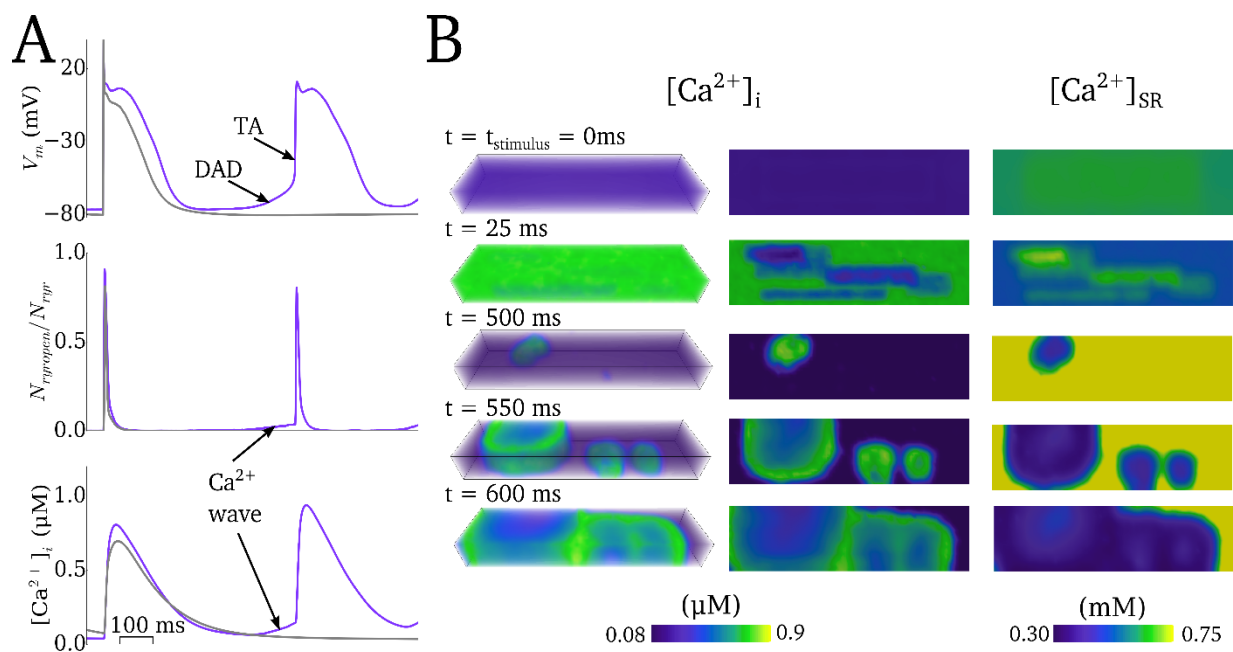 A
20
−30
−80
V_m (mV)
TA
DAD
1.0
0.5
0.0
N_ryropen/N_ryr
Ca²⁺
wave
1.0
0.5
0.0
[Ca²⁺]_i (μM)
100 ms
B
[Ca²⁺]_i
[Ca²⁺]_SR
t = t_stimulus = 0ms
t = 25 ms
t = 500 ms
t = 550 ms
t = 600 ms
(μM)
0.08
0.9
(mM)
0.30
0.75